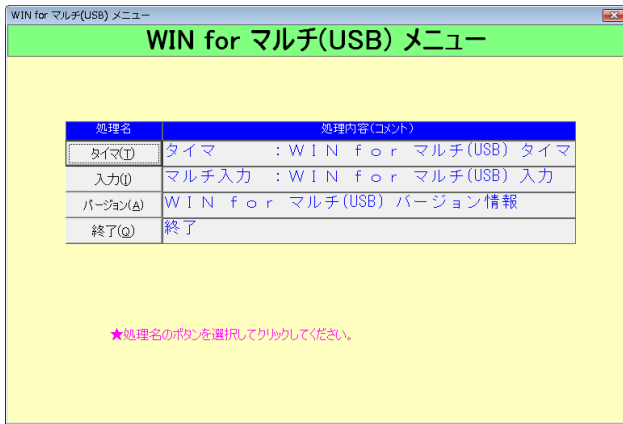 WIN for マルチ(USB) メニュー
WIN for マルチ(USB) メニュー
処理名 処理内容(コメント)
タイマ(T) タイマ :ＷＩＮ ｆｏｒ マルチ(USB) タイマ
入力(I) マルチ入力 :ＷＩＮ ｆｏｒ マルチ(USB) 入力
バージョン(A) ＷＩＮ ｆｏｒ マルチ(USB) バージョン情報
終了(Q) 終了
★処理名のボタンを選択してクリックしてください。